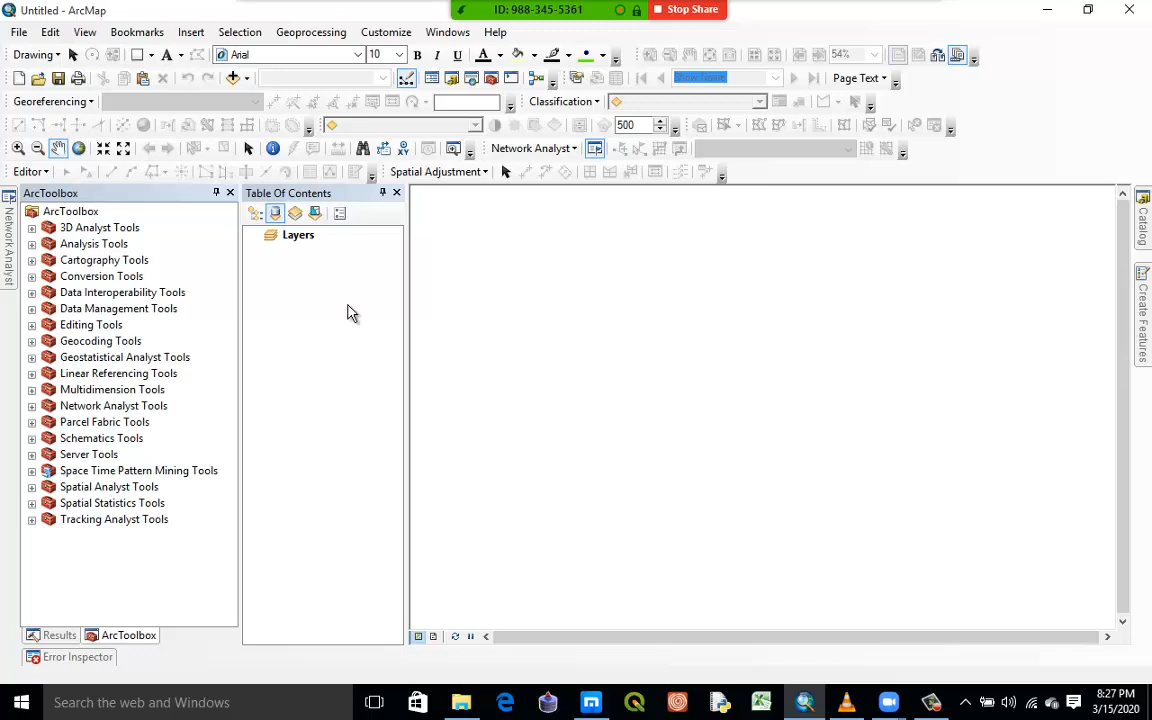 Untitled - ArcMap
ID: 988-345-5361
Stop Share
File Edit View Bookmarks Insert Selection Geoprocessing Customize Windows Help
Drawing Arial 10 B I U A 54%
Page Text
Georeferencing Classification
500
Network Analyst
Editor Spatial Adjustment
ArcToolbox
Table Of Contents
Network Analyst
Catalog
Create Features
ArcToolbox
3D Analyst Tools
Analysis Tools
Cartography Tools
Conversion Tools
Data Interoperability Tools
Data Management Tools
Editing Tools
Geocoding Tools
Geostatistical Analyst Tools
Linear Referencing Tools
Multidimension Tools
Network Analyst Tools
Parcel Fabric Tools
Schematics Tools
Server Tools
Space Time Pattern Mining Tools
Spatial Analyst Tools
Spatial Statistics Tools
Tracking Analyst Tools
Layers
Results ArcToolbox
Error Inspector
Search the web and Windows
8:27 PM
3/15/2020